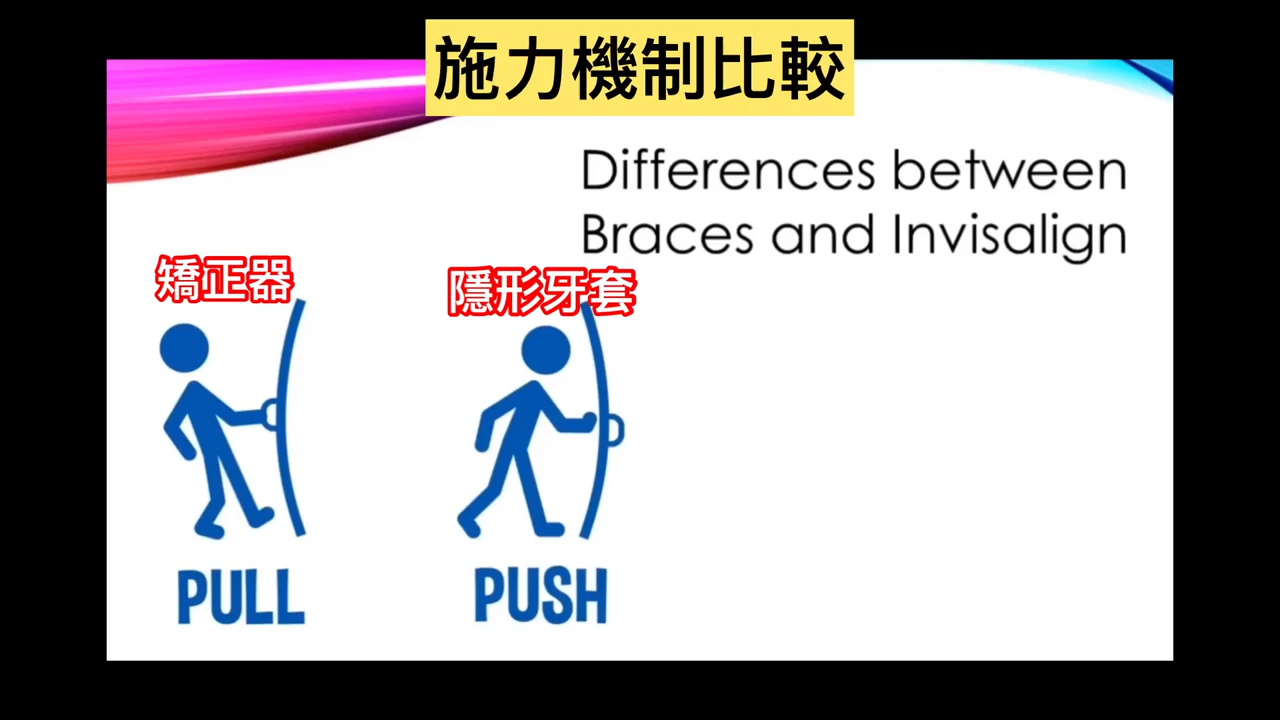 施力機制比較
Differences between
Braces and Invisalign
矯正器
隱形牙套
PULL
PUSH